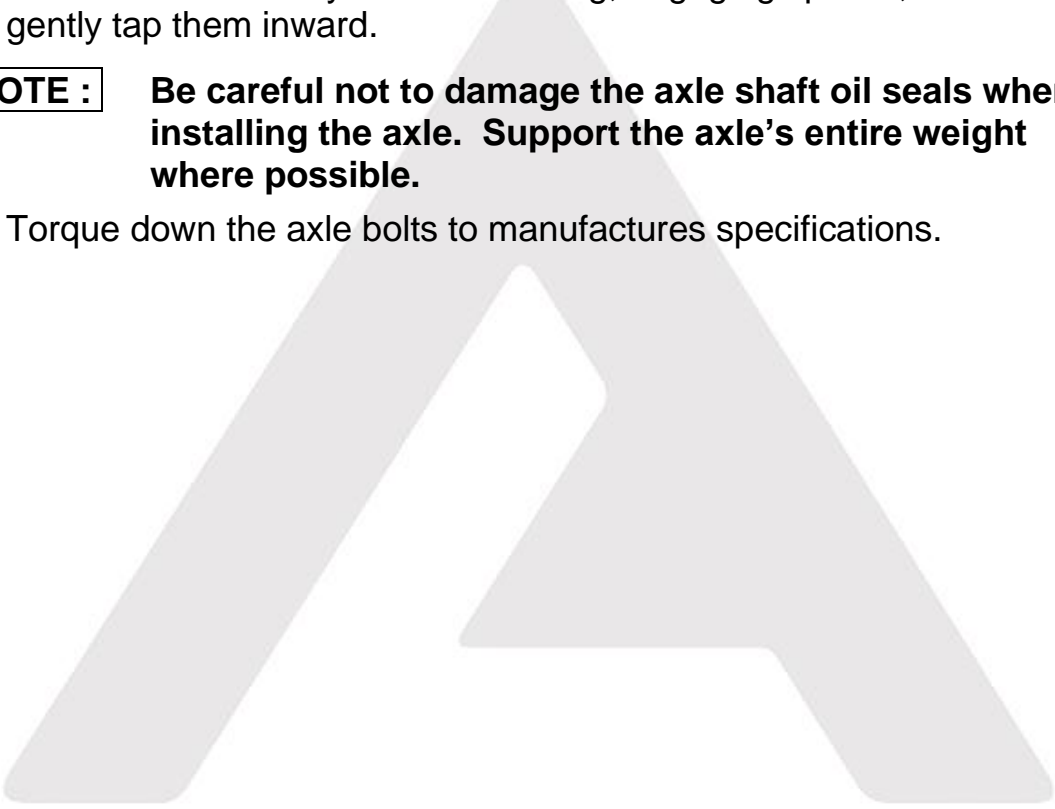 gently tap them inward.
OTE : Be careful not to damage the axle shaft oil seals when
installing the axle. Support the axle's entire weight
where possible.
Torque down the axle bolts to manufactures specifications.